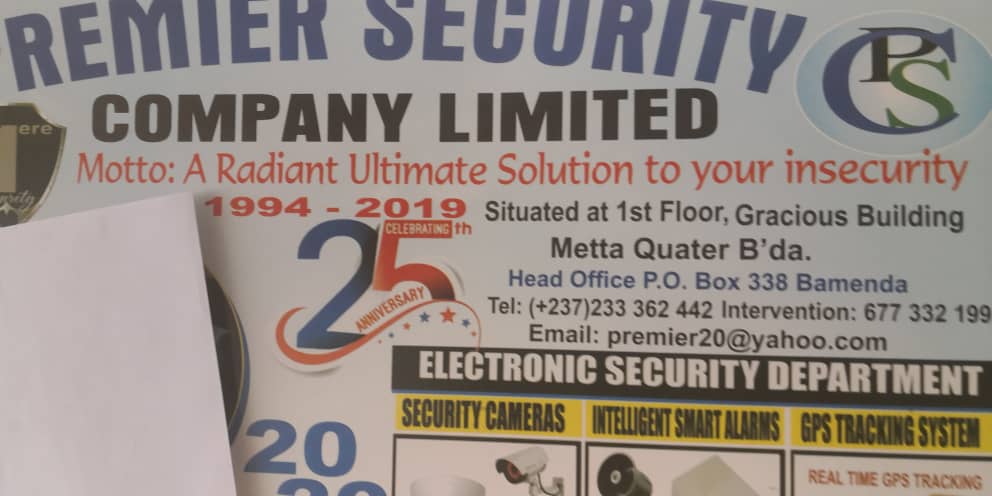 PREMIER SECURITY
CPS
COMPANY LIMITED
Motto: A Radiant Ultimate Solution to your insecurity
1994 - 2019
CELEBRATING
25th
ANNIVERSARY
Situated at 1st Floor, Gracious Building
Metta Quater B'da.
Head Office P.O. Box 338 Bamenda
Tel: (+237)233 362 442 Intervention: 677 332 199
Email: premier20@yahoo.com
ELECTRONIC SECURITY DEPARTMENT
SECURITY CAMERAS
INTELLIGENT SMART ALARMS
GPS TRACKING SYSTEM
REAL TIME GPS TRACKING
20
20